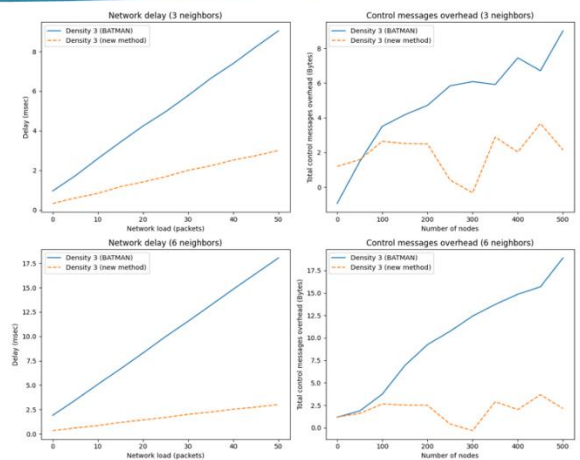 Network delay (3 neighbors)
Density 3 (BATMAN)
Density 3 (new method)
Delay (msec)
8
6
4
2
0
0 10 20 30 40 50
Network load (packets)
Control messages overhead (3 neighbors)
Density 3 (BATMAN)
Density 3 (new method)
Total control messages overhead (Bytes)
8
6
4
2
0
0 100 200 300 400 500
Number of nodes
Network delay (6 neighbors)
Density 3 (BATMAN)
Density 3 (new method)
Delay (msec)
17.5
15.0
12.5
10.0
7.5
5.0
2.5
0.0
0 10 20 30 40 50
Network load (packets)
Control messages overhead (6 neighbors)
Density 3 (BATMAN)
Density 3 (new method)
Total control messages overhead (Bytes)
17.5
15.0
12.5
10.0
7.5
5.0
2.5
0.0
0 100 200 300 400 500
Number of nodes